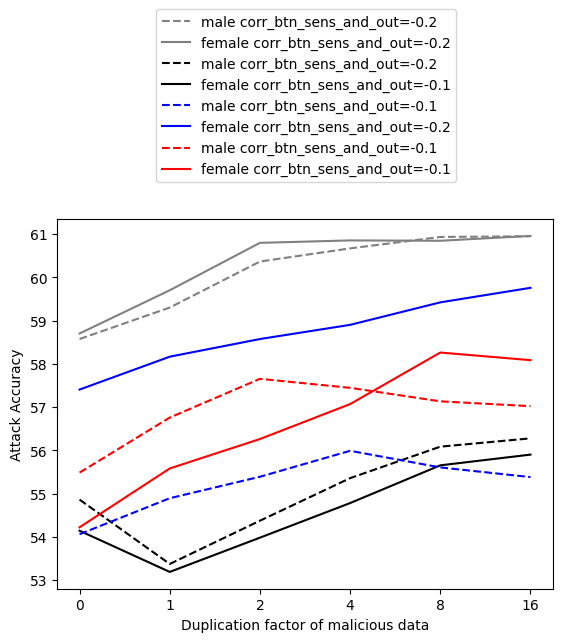 male corr_btn_sens_and_out=-0.2
female corr_btn_sens_and_out=-0.2
male corr_btn_sens_and_out=-0.2
female corr_btn_sens_and_out=-0.1
male corr_btn_sens_and_out=-0.1
female corr_btn_sens_and_out=-0.2
male corr_btn_sens_and_out=-0.1
female corr_btn_sens_and_out=-0.1
61
60
59
58
57
56
55
54
53
Attack Accuracy
0 1 2 4 8 16
Duplication factor of malicious data